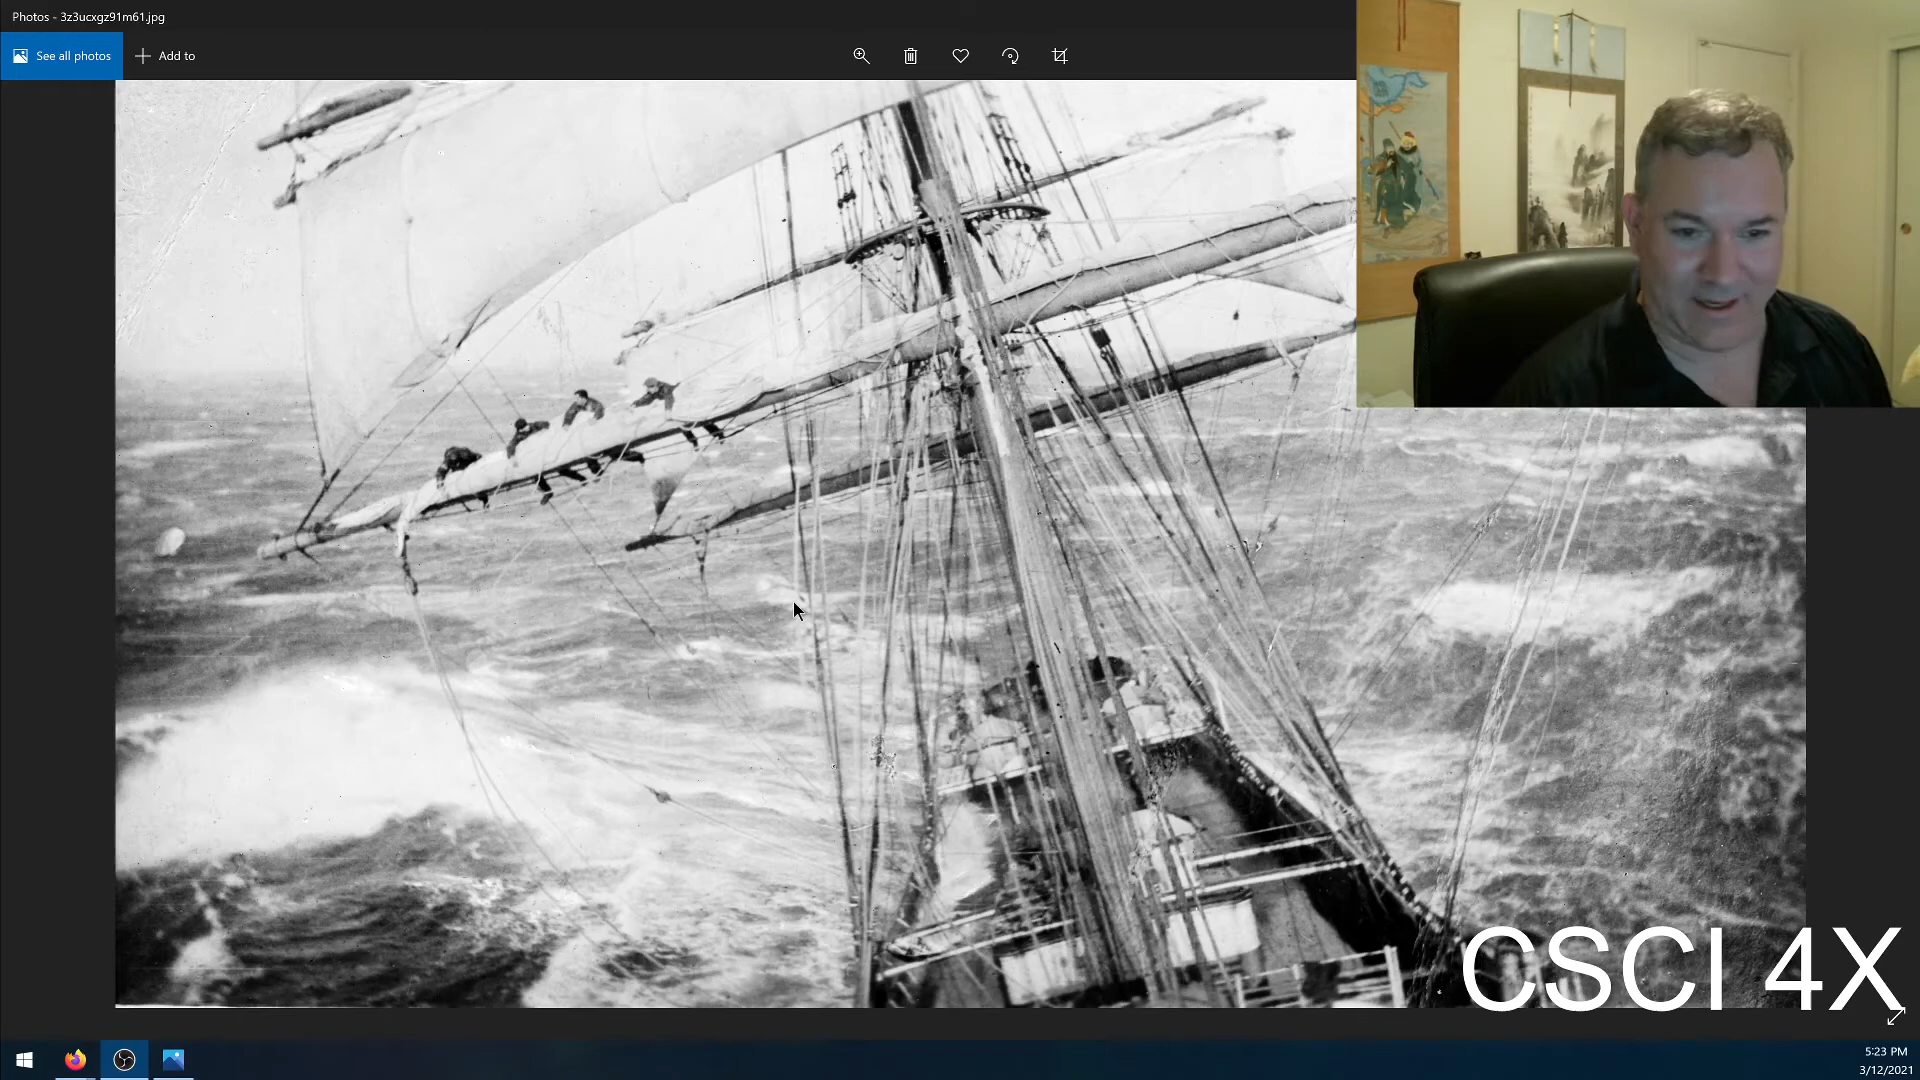 Photos - 3z3ucxgz91m61.jpg
See all photos
Add to
CSCI 4X
5:23 PM
3/12/2021